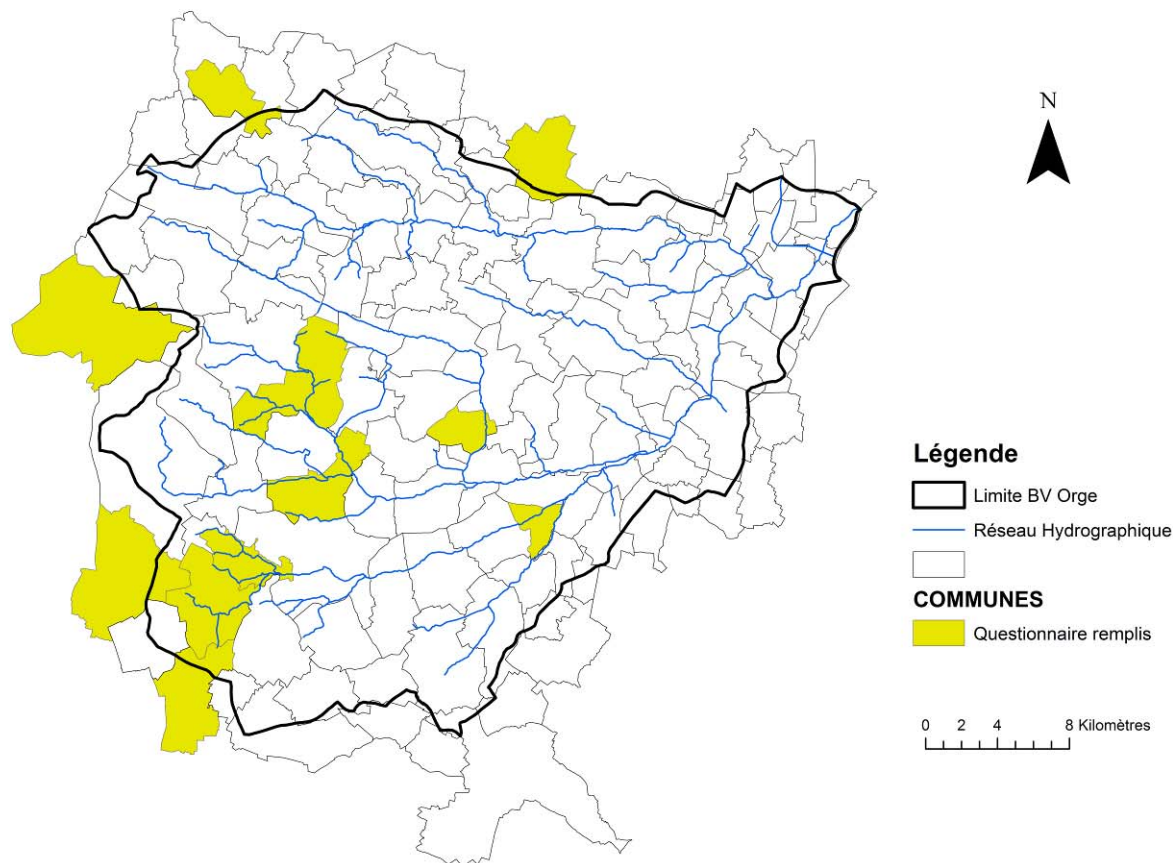 N
Légende
Limite BV Orge
Réseau Hydrographique
COMMUNES
Questionnaire remplis
0 2 4 8 Kilomètres